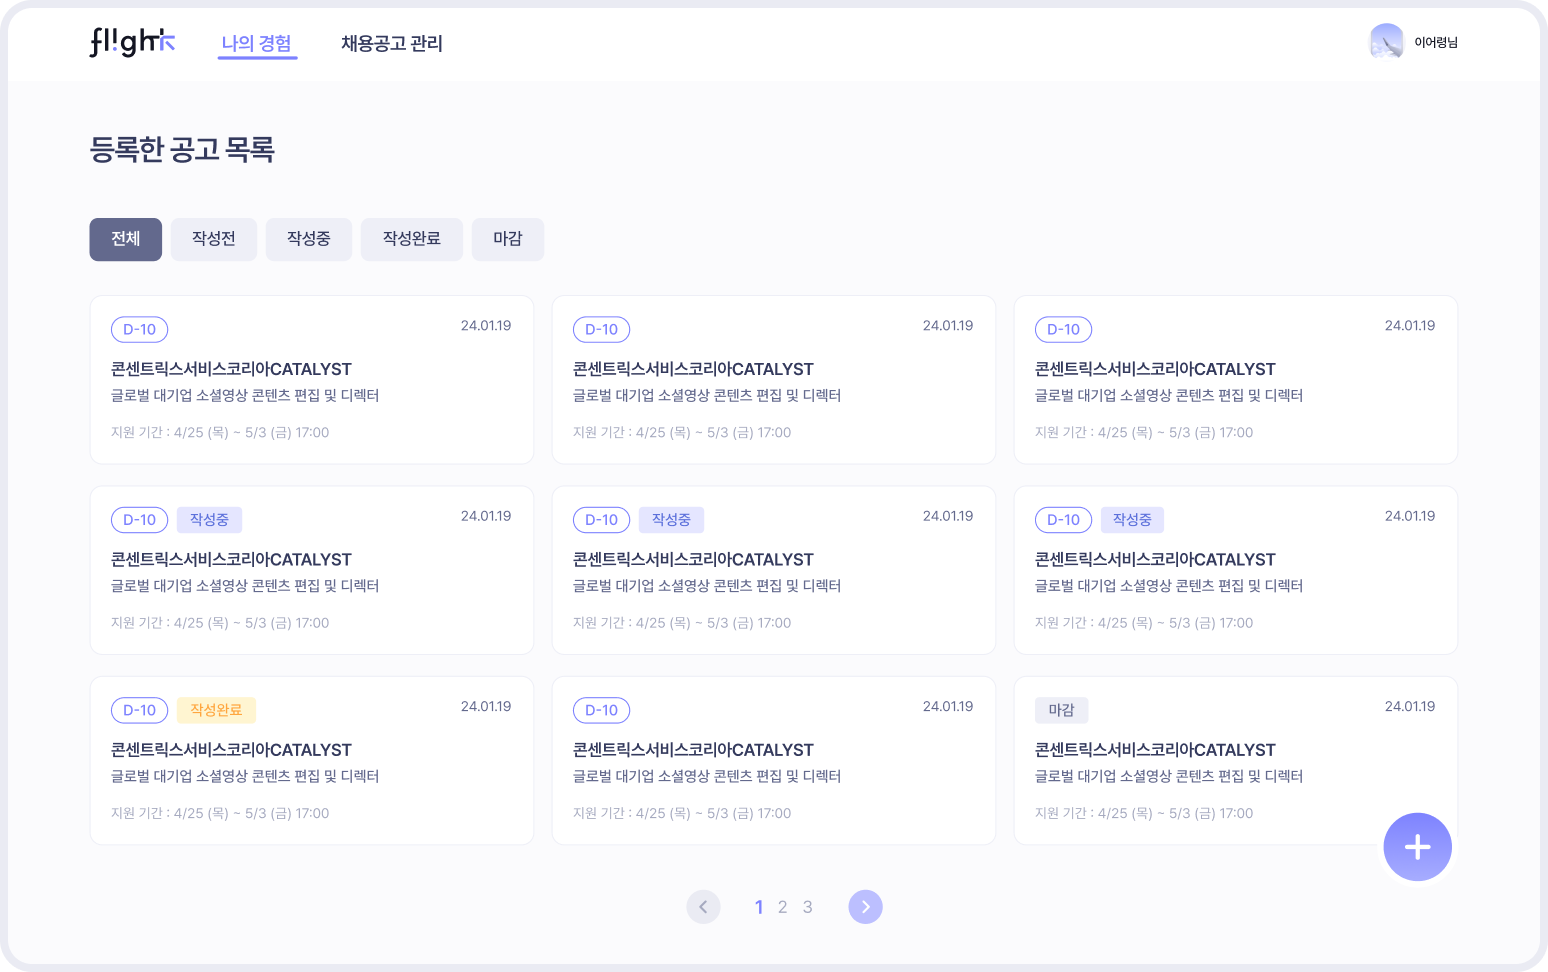 flight
나의 경험
채용공고 관리
이어령님
등록한 공고 목록
전체
작성전
작성중
작성완료
마감
D-10
24.01.19
콘센트릭스서비스코리아CATALYST
글로벌 대기업 소셜영상 콘텐츠 편집 및 디렉터
지원 기간 : 4/25 (목) ~ 5/3 (금) 17:00
D-10
24.01.19
콘센트릭스서비스코리아CATALYST
글로벌 대기업 소셜영상 콘텐츠 편집 및 디렉터
지원 기간 : 4/25 (목) ~ 5/3 (금) 17:00
D-10
24.01.19
콘센트릭스서비스코리아CATALYST
글로벌 대기업 소셜영상 콘텐츠 편집 및 디렉터
지원 기간 : 4/25 (목) ~ 5/3 (금) 17:00
D-10
작성중
24.01.19
콘센트릭스서비스코리아CATALYST
글로벌 대기업 소셜영상 콘텐츠 편집 및 디렉터
지원 기간 : 4/25 (목) ~ 5/3 (금) 17:00
D-10
작성중
24.01.19
콘센트릭스서비스코리아CATALYST
글로벌 대기업 소셜영상 콘텐츠 편집 및 디렉터
지원 기간 : 4/25 (목) ~ 5/3 (금) 17:00
D-10
작성중
24.01.19
콘센트릭스서비스코리아CATALYST
글로벌 대기업 소셜영상 콘텐츠 편집 및 디렉터
지원 기간 : 4/25 (목) ~ 5/3 (금) 17:00
D-10
작성완료
24.01.19
콘센트릭스서비스코리아CATALYST
글로벌 대기업 소셜영상 콘텐츠 편집 및 디렉터
지원 기간 : 4/25 (목) ~ 5/3 (금) 17:00
D-10
24.01.19
콘센트릭스서비스코리아CATALYST
글로벌 대기업 소셜영상 콘텐츠 편집 및 디렉터
지원 기간 : 4/25 (목) ~ 5/3 (금) 17:00
마감
24.01.19
콘센트릭스서비스코리아CATALYST
글로벌 대기업 소셜영상 콘텐츠 편집 및 디렉터
지원 기간 : 4/25 (목) ~ 5/3 (금) 17:00
1 2 3